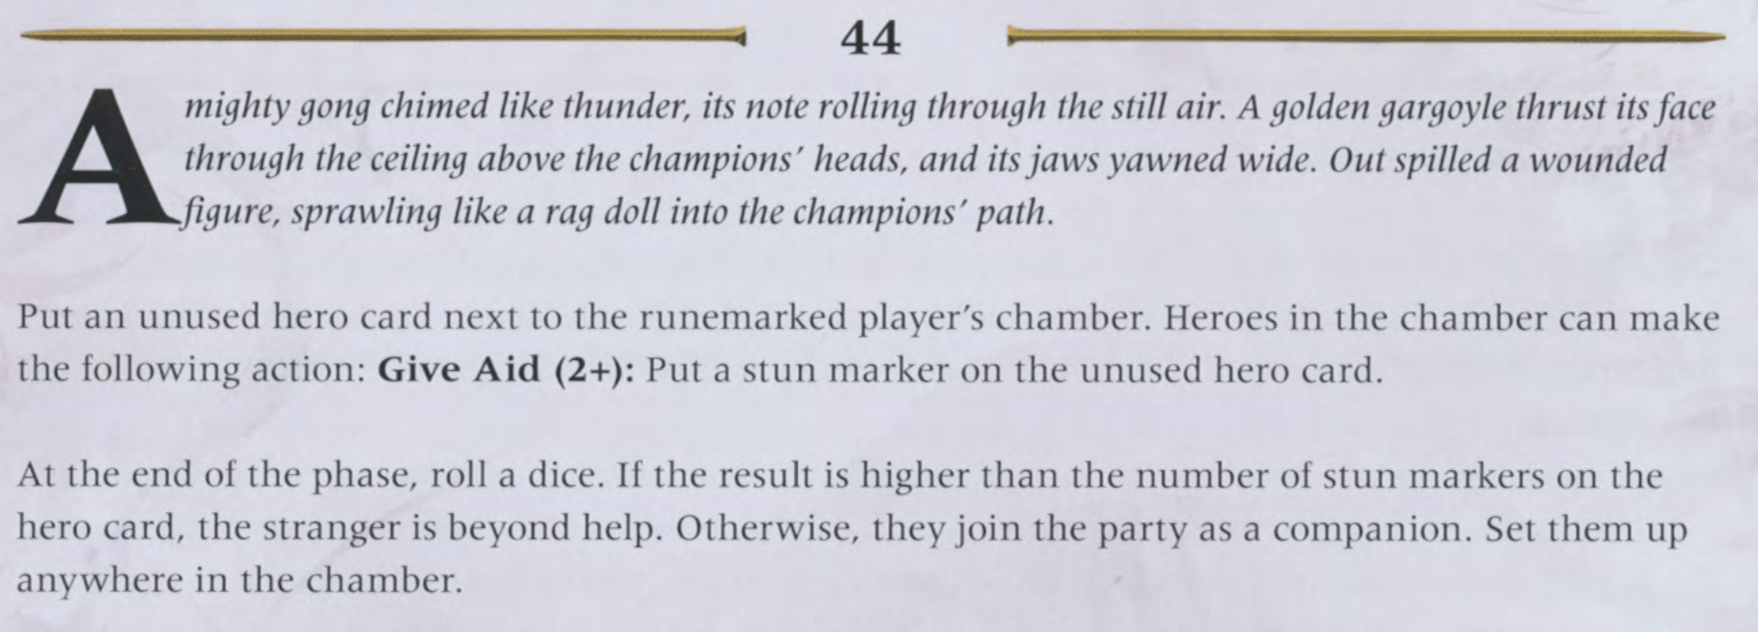 44
A mighty gong chimed like thunder, its note rolling through the still air. A golden gargoyle thrust its face
through the ceiling above the champions’ heads, and its jaws yawned wide. Out spilled a wounded
figure, sprawling like a rag doll into the champions’ path.
Put an unused hero card next to the runemarked player’s chamber. Heroes in the chamber can make
the following action: Give Aid (2+): Put a stun marker on the unused hero card.
At the end of the phase, roll a dice. If the result is higher than the number of stun markers on the
hero card, the stranger is beyond help. Otherwise, they join the party as a companion. Set them up
anywhere in the chamber.